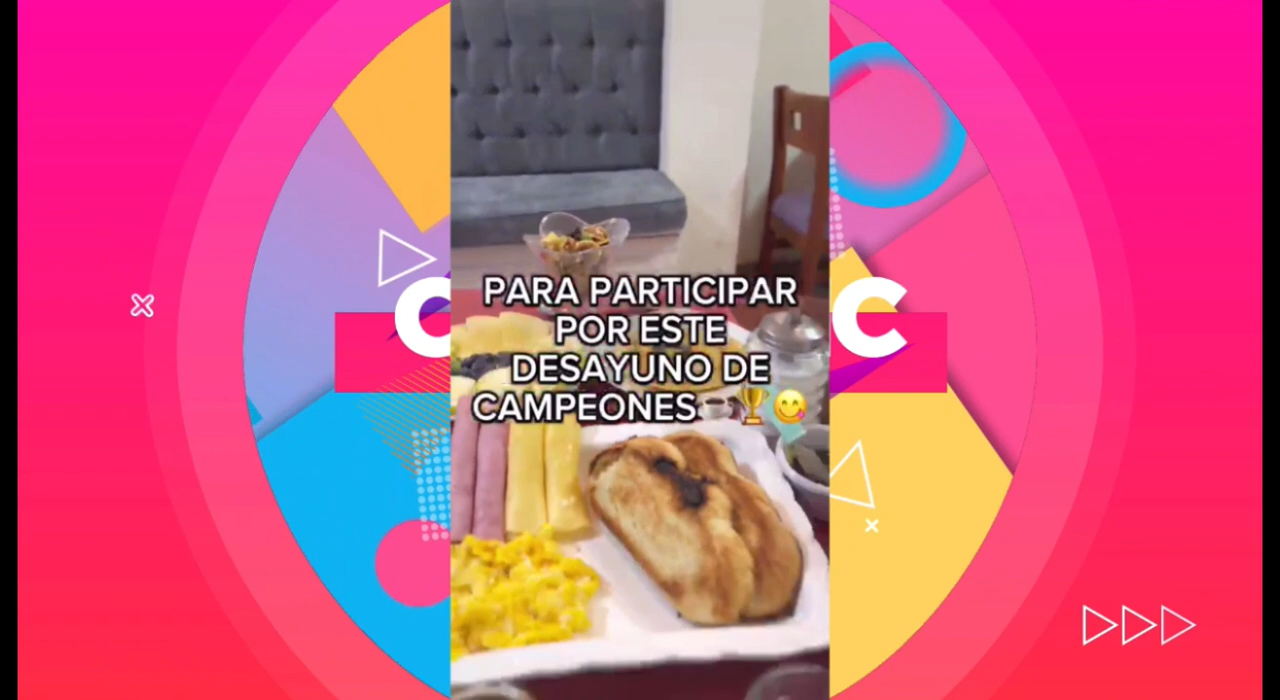 PARA PARTICIPAR
POR ESTE
DESAYUNO DE
CAMPEONES☕🏆😋
C C